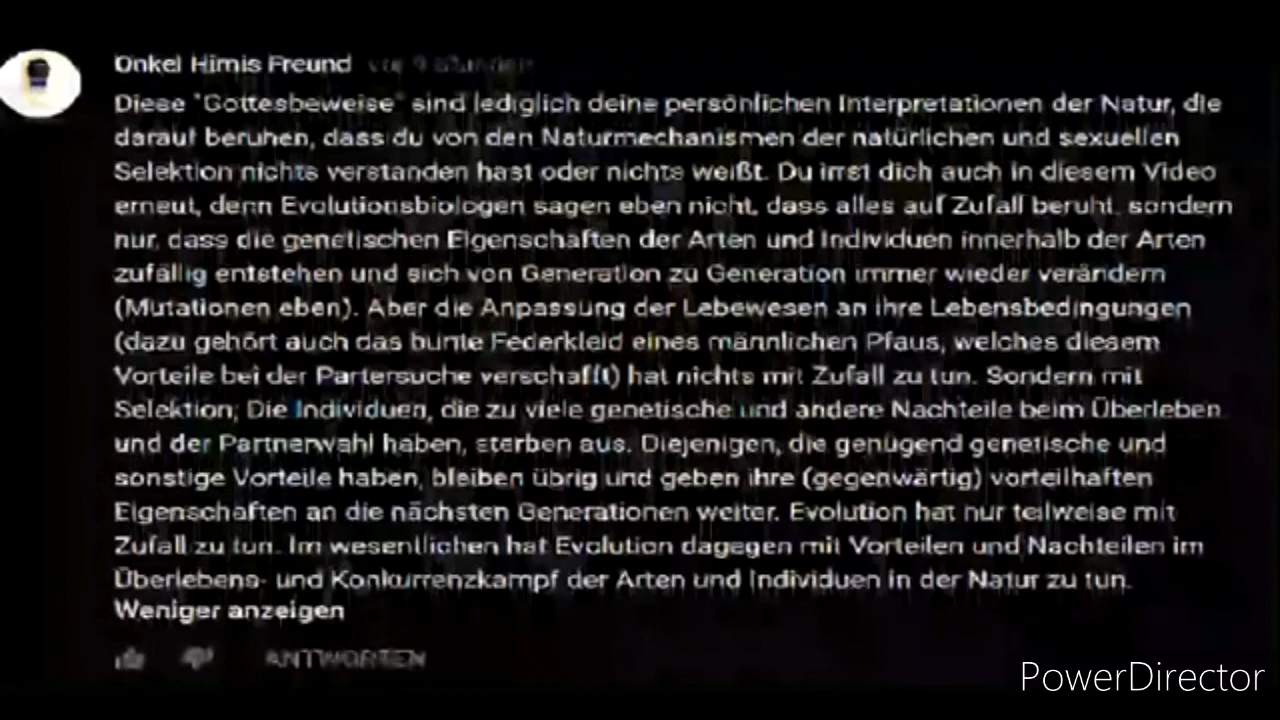 Onkel Himis Freund vor 9 Stunden
Diese "Gottesbeweise" sind lediglich deine persönlichen Interpretationen der Natur, die
darauf beruhen, dass du von den Naturmechanismen der natürlichen und sexuellen
Selektion nichts verstanden hast oder nichts weißt. Du irrst dich auch in diesem Video
erneut, denn Evolutionsbiologen sagen eben nicht, dass alles auf Zufall beruht, sondern
nur, dass die genetischen Eigenschaften der Arten und Individuen innerhalb der Arten
zufällig entstehen und sich von Generation zu Generation immer wieder verändern
(Mutationen eben). Aber die Anpassung der Lebewesen an ihre Lebensbedingungen
(dazu gehört auch das bunte Federkleid eines männlichen Pfaus, welches diesem
Vorteile bei der Partersuche verschaf(ft) hat nichts mit Zufall zu tun. Sondern mit
Selektion; Die Individuen, die zu viele genetische und andere Nachteile beim Überleben
und der Partnerwahl haben, sterben aus. Diejenigen, die genügend genetische und
sonstige Vorteile haben, bleiben übrig und geben ihre (gegenwärtig) vorteilhaften
Eigenschaften an die nächsten Generationen weiter. Evolution hat nur teilweise mit
Zufall zu tun. Im wesentlichen hat Evolution dagegen mit Vorteilen und Nachteilen im
Überlebens- und Konkurrenzkampf der Arten und Individuen in der Natur zu tun.
Weniger anzeigen
ANTWORTEN
PowerDirector